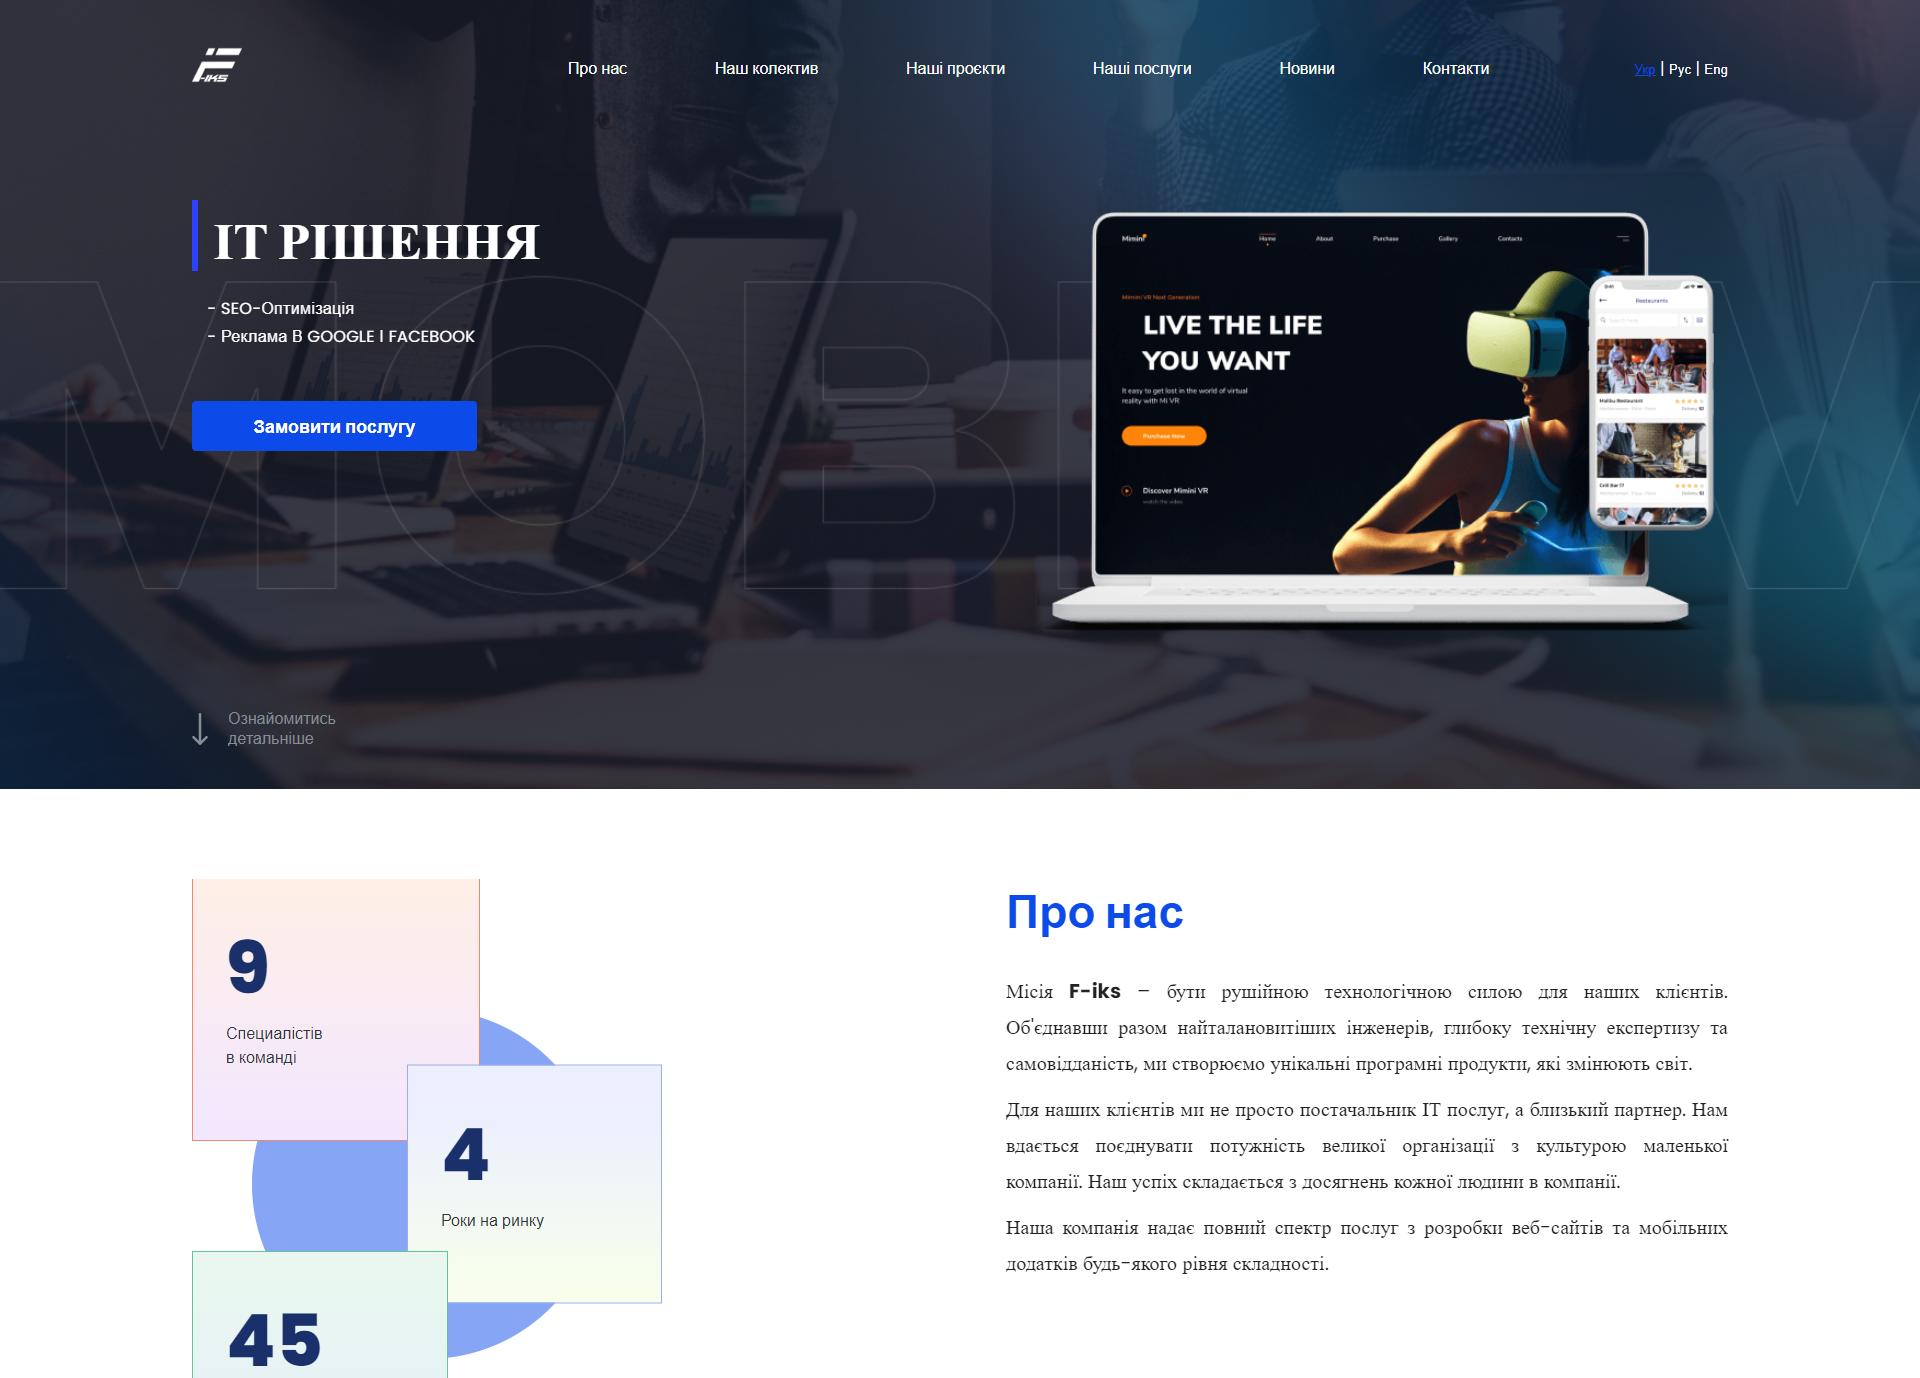 F-IKS
Про нас
Наш колектив
Наші проєкти
Наші послуги
Новини
Контакти
Укр | Рус | Eng
ІТ РІШЕННЯ
- SEO-Оптимізація
- Реклама В GOOGLE І FACEBOOK
Замовити послугу
Mimini
Home
About
Purchase
Gallery
Contacts
Mimini VR Next Generation
LIVE THE LIFE
YOU WANT
It easy to get lost in the world of virtual
reality with Mi VR
Purchase Now
Discover Mimini VR
watch the video
9:41
Restaurants
Malibu Restaurant
Delivery: $2
Grill Bar 17
Ознайомитись
детальніше
9
Специалістів
в команді
4
Роки на ринку
45
Про нас
Місія F-iks – бути рушійною технологічною силою для наших клієнтів.
Об'єднавши разом найталановитіших інженерів, глибоку технічну експертизу та
самовідданість, ми створюємо унікальні програмні продукти, які змінюють світ.
Для наших клієнтів ми не просто постачальник ІТ послуг, а близький партнер. Нам
вдається поєднувати потужність великої організації з культурою маленької
компанії. Наш успіх складається з досягнень кожної людини в компанії.
Наша компанія надає повний спектр послуг з розробки веб-сайтів та мобільних
додатків будь-якого рівня складності.